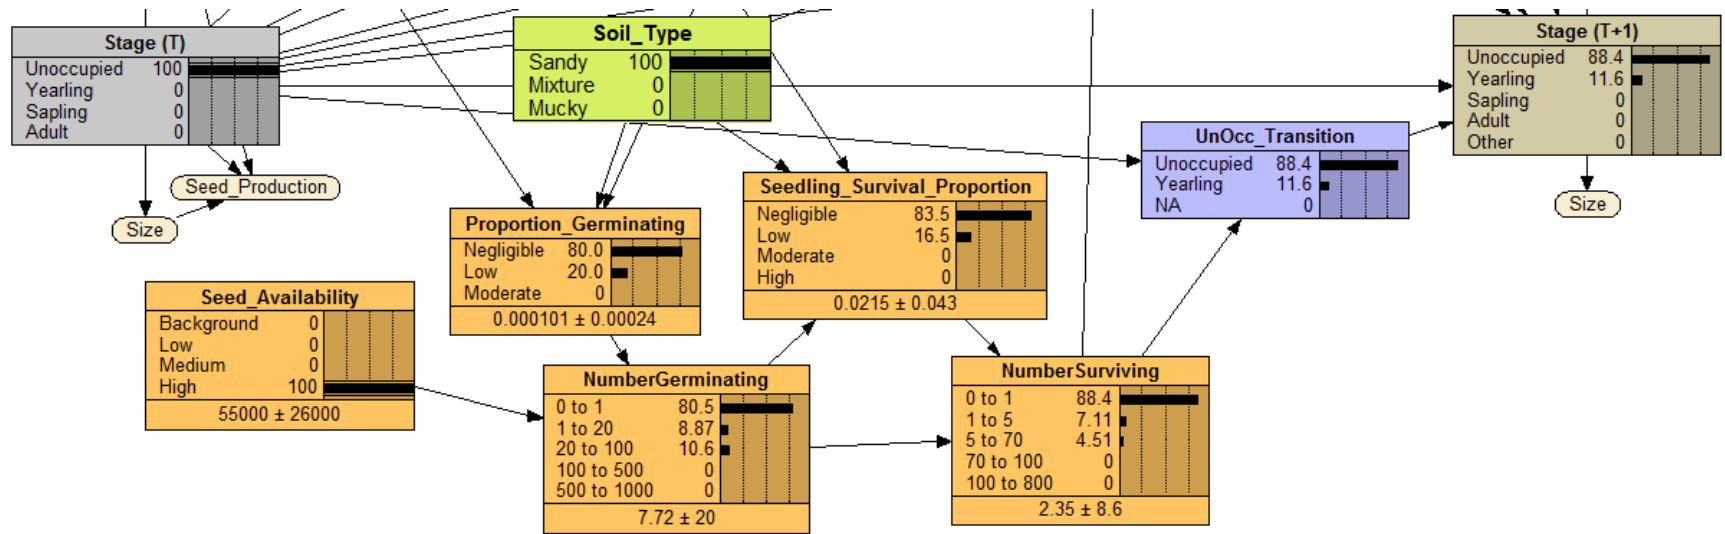 Stage (T)
Unoccupied 100
Yearling 0
Sapling 0
Adult 0
Soil_Type
Sandy 100
Mixture 0
Mucky 0
Stage (T+1)
Unoccupied 88.4
Yearling 11.6
Sapling 0
Adult 0
Other 0
UnOcc_Transition
Unoccupied 88.4
Yearling 11.6
NA 0
Seed_Production
Size
Size
Seedling_Survival_Proportion
Negligible 83.5
Low 16.5
Moderate 0
High 0
0.0215 ± 0.043
Proportion_Germinating
Negligible 80.0
Low 20.0
Moderate 0
0.000101 ± 0.00024
Seed_Availability
Background 0
Low 0
Medium 0
High 100
55000 ± 26000
NumberGerminating
0 to 1 80.5
1 to 20 8.87
20 to 100 10.6
100 to 500 0
500 to 1000 0
7.72 ± 20
NumberSurviving
0 to 1 88.4
1 to 5 7.11
5 to 70 4.51
70 to 100 0
100 to 800 0
2.35 ± 8.6